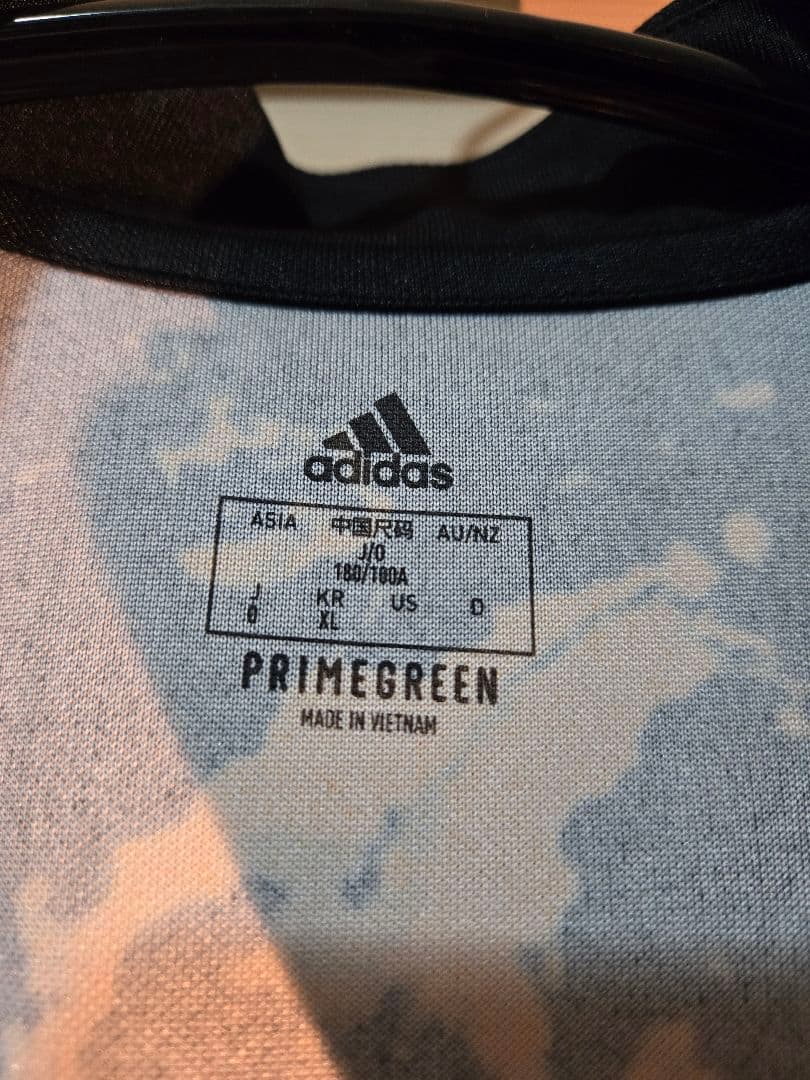 adidas
ASIA 中国尺码 AU/NZ
J/O
180/100A
J KR US D
O XL
PRIMEGREEN
MADE IN VIETNAM